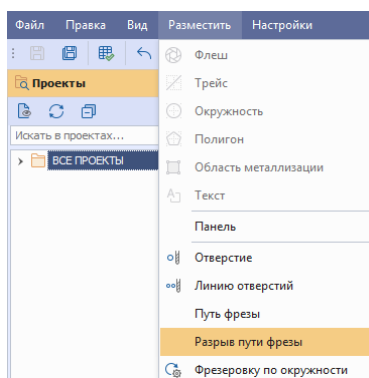 Файл Правка Вид Разместить Настройки
Флеш
Проекты
Трейс
Окружность
Искать в проектах...
Полигон
ВСЕ ПРОЕКТЫ
Область металлизации
Текст
Панель
Отверстие
Линию отверстий
Путь фрезы
Разрыв пути фрезы
Фрезеровку по окружности